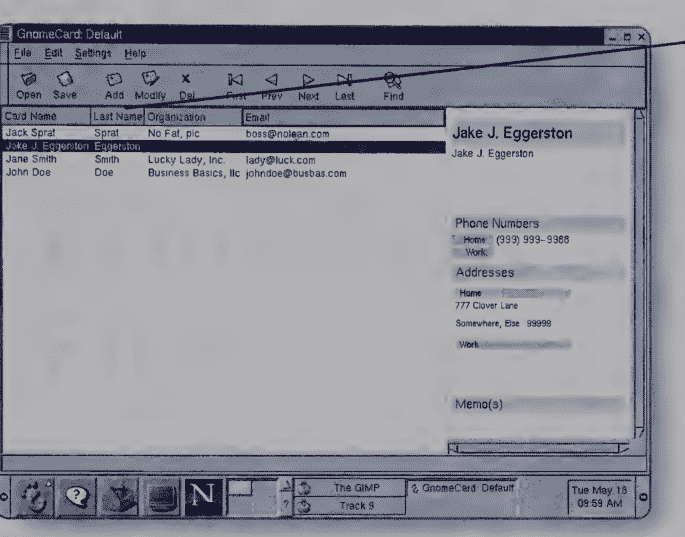 GnomeCard: Default
File Edit Settings Help
Open Save Add Modify Del First Prev Next Last Find
Card Name Last Name Organization Email
Jack Sprat Sprat No Fat, plc boss@nolean.com
Jake J. Eggerston Eggerston
Jane Smith Smith Lucky Lady, Inc. lady@luck.com
John Doe Doe Business Basics, llc johndoe@busbas.com
Jake J. Eggerston
Jake J. Eggerston
Phone Numbers
Home: (999) 999-9988
Work:
Addresses
Home
777 Clover Lane
Somewhere, Else 99998
Work
Memo(s)
?
N
?
The GIMP
Track 9
GnomeCard: Default
Tue May 18
09:59 AM